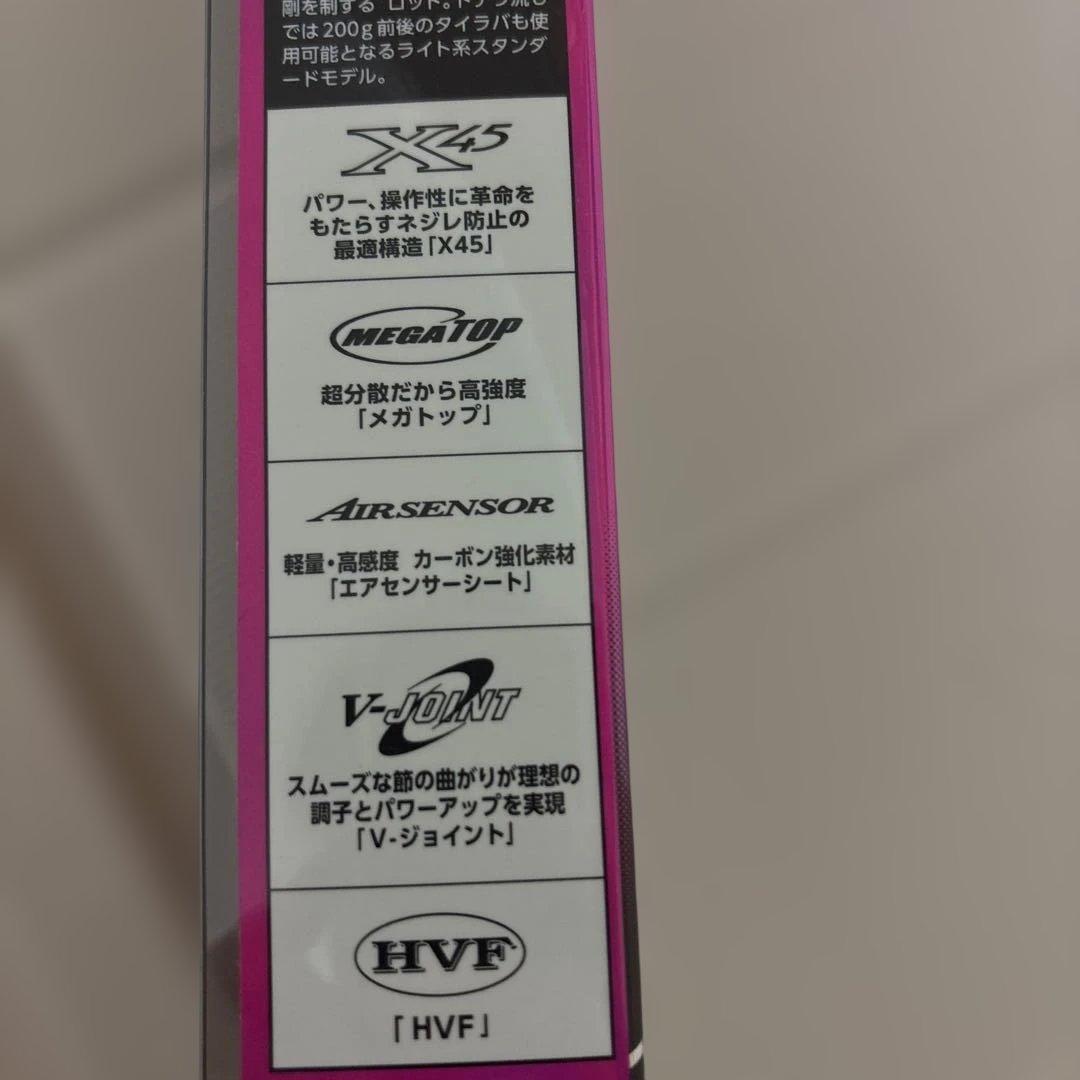 剛を制する ロッド。ドテラ流し
では200g前後のタイラバも使
用可能となるライト系スタンダ
ードモデル。
X45
パワー、操作性に革命を
もたらすネジレ防止の
最適構造「X45」
MEGATOP
超分散だから高強度
「メガトップ」
AIRSENSOR
軽量・高感度 カーボン強化素材
「エアセンサーシート」
V-JOINT
スムーズな節の曲がりが理想の
調子とパワーアップを実現
「V-ジョイント」
HVF
「HVF」